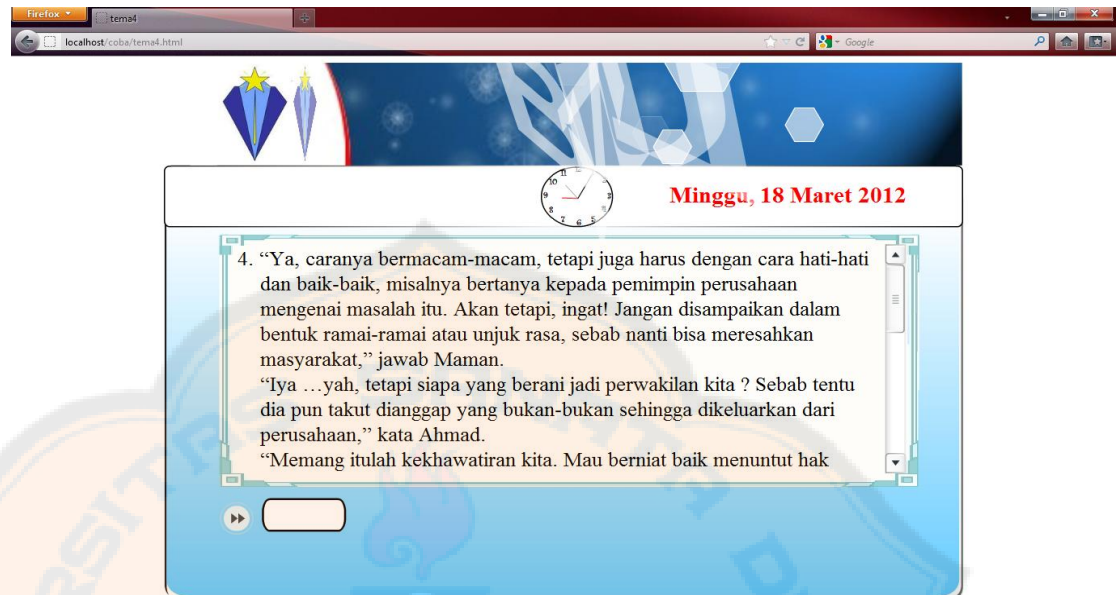 Firefox
tema4
localhost/coba/tema4.html
Google
Minggu, 18 Maret 2012
4. “Ya, caranya bermacam-macam, tetapi juga harus dengan cara hati-hati
dan baik-baik, misalnya bertanya kepada pemimpin perusahaan
mengenai masalah itu. Akan tetapi, ingat! Jangan disampaikan dalam
bentuk ramai-ramai atau unjuk rasa, sebab nanti bisa meresahkan
masyarakat,” jawab Maman.
“Iya …yah, tetapi siapa yang berani jadi perwakilan kita ? Sebab tentu
dia pun takut dianggap yang bukan-bukan sehingga dikeluarkan dari
perusahaan,” kata Ahmad.
“Memang itulah kekhawatiran kita. Mau berniat baik menuntut hak